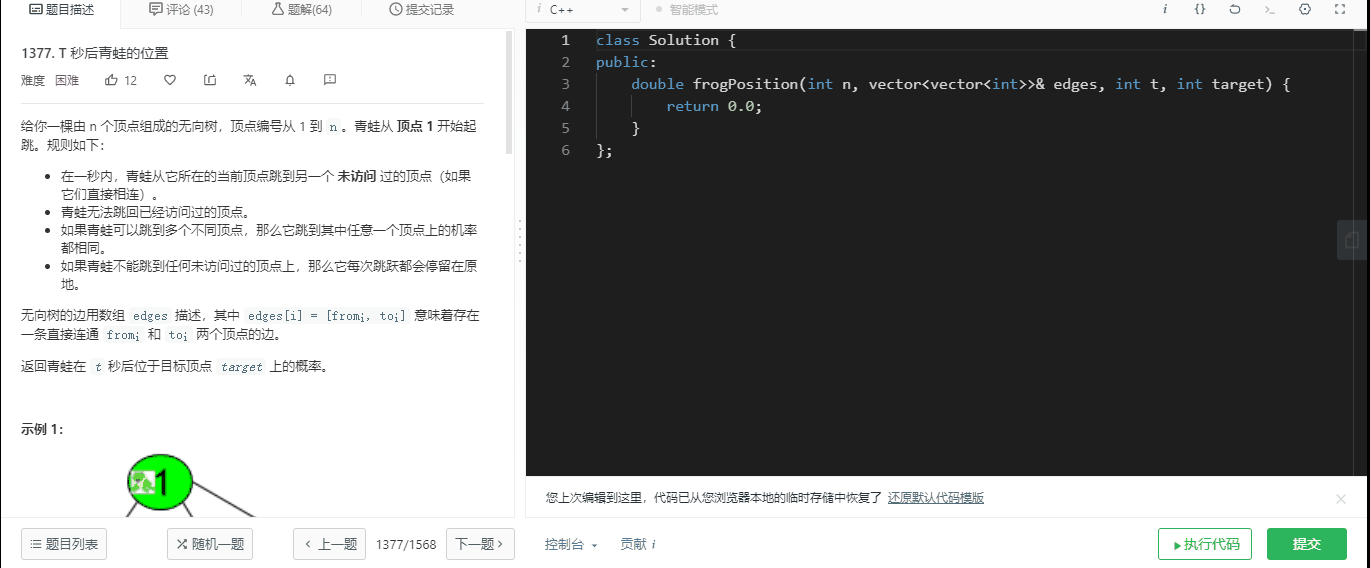 题目描述 评论 (43) 题解(64) 提交记录
1377. T 秒后青蛙的位置
难度 困难 12
给你一棵由 n 个顶点组成的无向树，顶点编号从 1 到 n 。青蛙从 顶点 1 开始起
跳。规则如下：
在一秒内，青蛙从它所在的当前顶点跳到另一个 未访问 过的顶点（如果
它们直接相连）。
青蛙无法跳回已经访问过的顶点。
如果青蛙可以跳到多个不同顶点，那么它跳到其中任意一个顶点上的机率
都相同。
如果青蛙不能跳到任何未访问过的顶点上，那么它每次跳跃都会停留在原
地。
无向树的边用数组 edges 描述，其中 edges[i] = [fromi, toi] 意味着存在
一条直接连通 fromi 和 toi 两个顶点的边。
返回青蛙在 t 秒后位于目标顶点 target 上的概率。
示例 1：
1
题目列表 随机一题 上一题 1377/1568 下一题
i C++ 智能模式 i {} >_
1 class Solution {
2 public:
3 double frogPosition(int n, vector<vector<int>>& edges, int t, int target) {
4 return 0.0;
5 }
6 };
您上次编辑到这里，代码已从您浏览器本地的临时存储中恢复了 还原默认代码模版
控制台 贡献 i 执行代码 提交